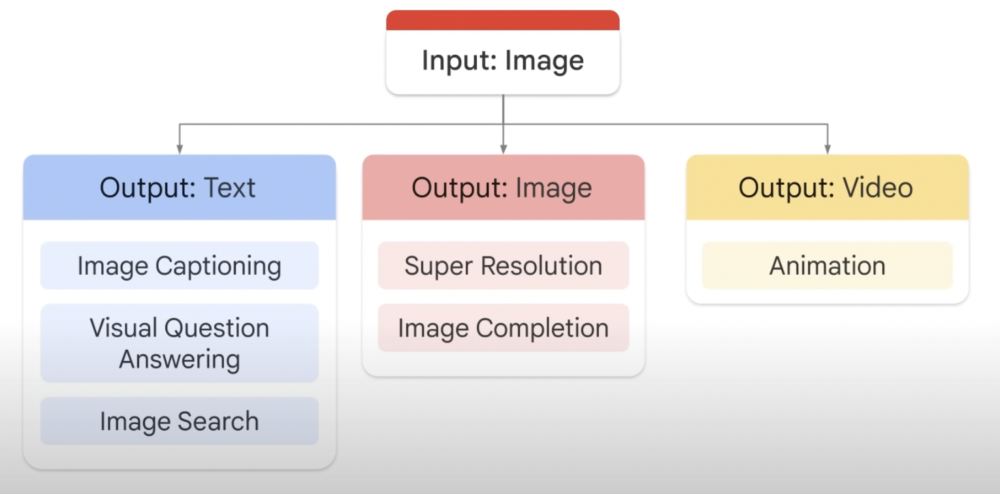 Input: Image
Output: Text
Image Captioning
Visual Question
Answering
Image Search
Output: Image
Super Resolution
Image Completion
Output: Video
Animation